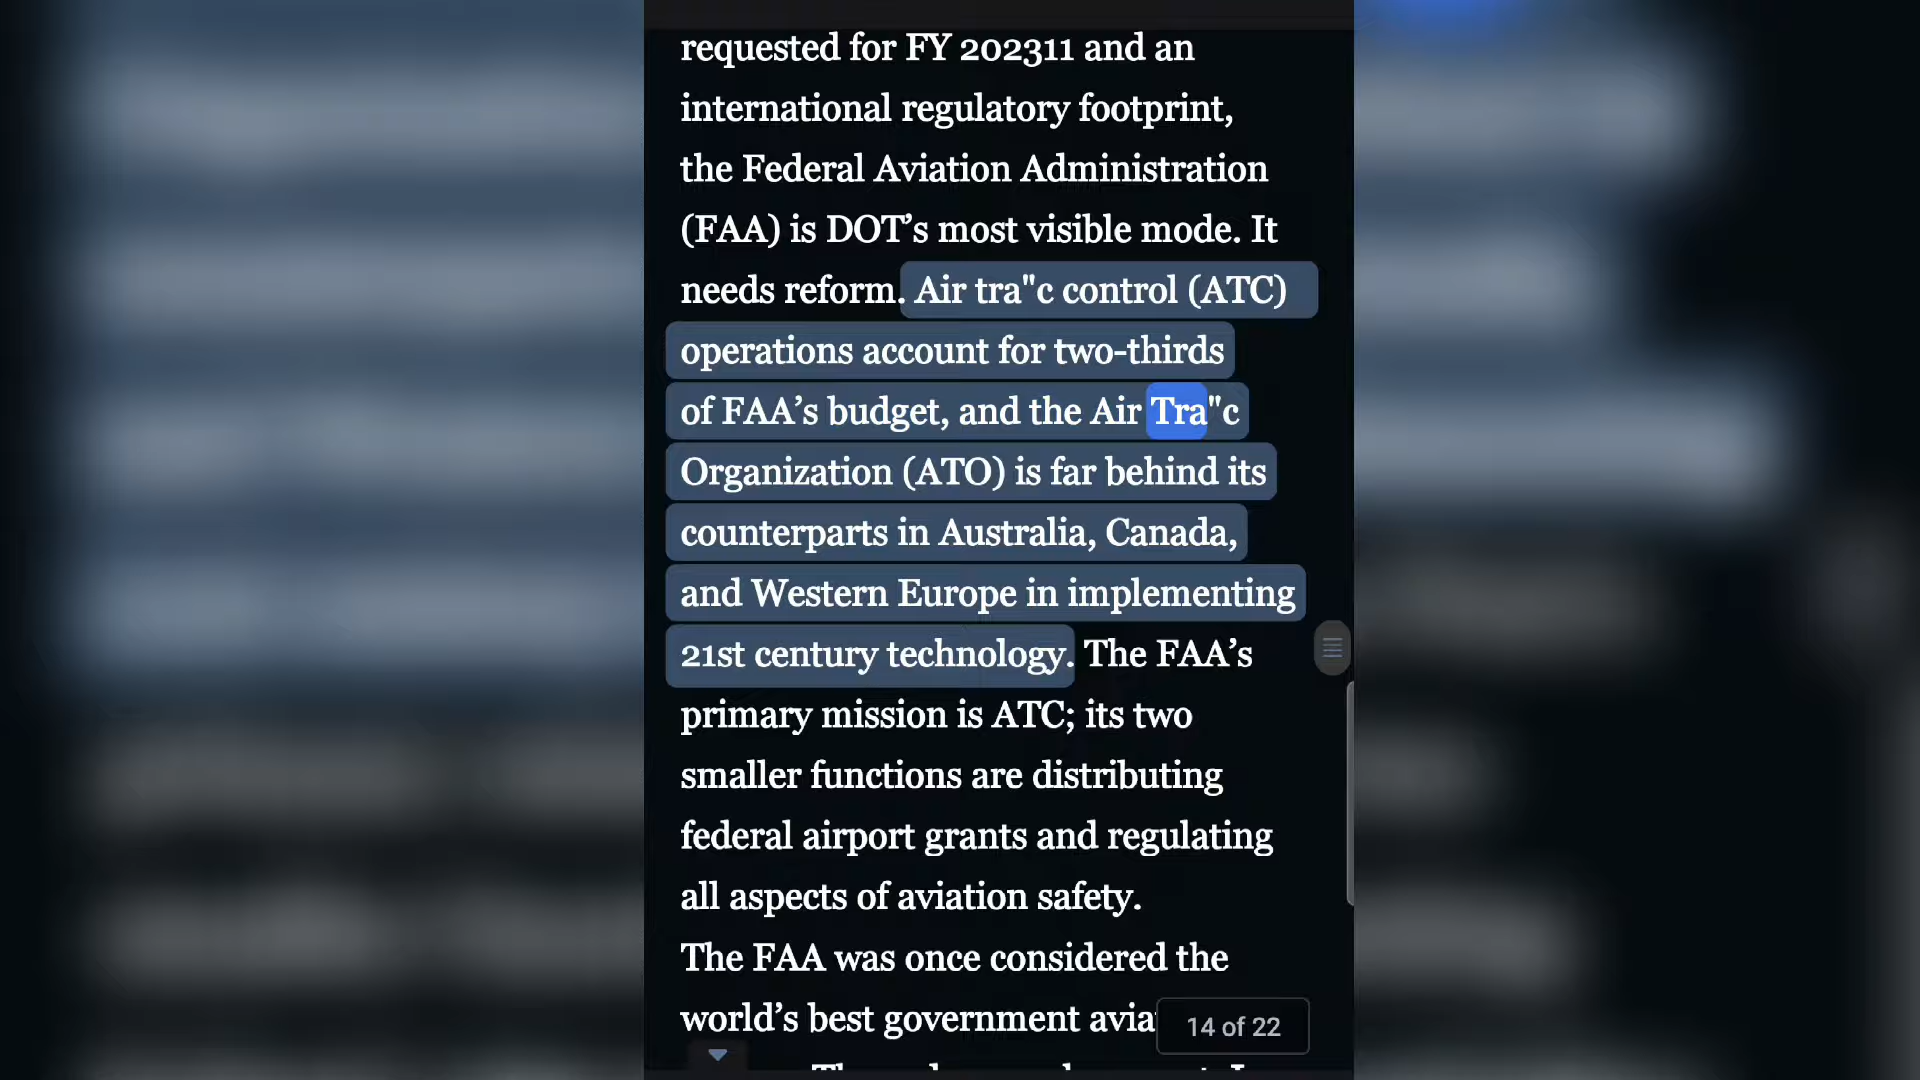 requested for FY 202311 and an
international regulatory footprint,
the Federal Aviation Administration
(FAA) is DOT’s most visible mode. It
needs reform. Air tra"c control (ATC)
operations account for two-thirds
of FAA’s budget, and the Air Tra"c
Organization (ATO) is far behind its
counterparts in Australia, Canada,
and Western Europe in implementing
21st century technology. The FAA’s
primary mission is ATC; its two
smaller functions are distributing
federal airport grants and regulating
all aspects of aviation safety.
The FAA was once considered the
world’s best government avia
14 of 22